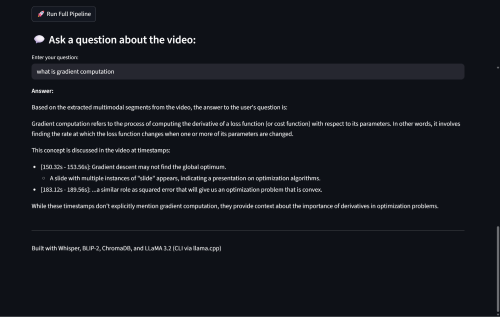 🚀 Run Full Pipeline
💬 Ask a question about the video:
Enter your question:
what is gradient computation
Answer:
Based on the extracted multimodal segments from the video, the answer to the user's question is:
Gradient computation refers to the process of computing the derivative of a loss function (or cost function) with respect to its parameters. In other words, it involves
finding the rate at which the loss function changes when one or more of its parameters are changed.
This concept is discussed in the video at timestamps:
• [150.32s - 153.56s]: Gradient descent may not find the global optimum.
◦ A slide with multiple instances of "slide" appears, indicating a presentation on optimization algorithms.
• [183.12s - 189.56s]: ...a similar role as squared error that will give us an optimization problem that is convex.
While these timestamps don't explicitly mention gradient computation, they provide context about the importance of derivatives in optimization problems.
Built with Whisper, BLIP-2, ChromaDB, and LLaMA 3.2 (CLI via llama.cpp)